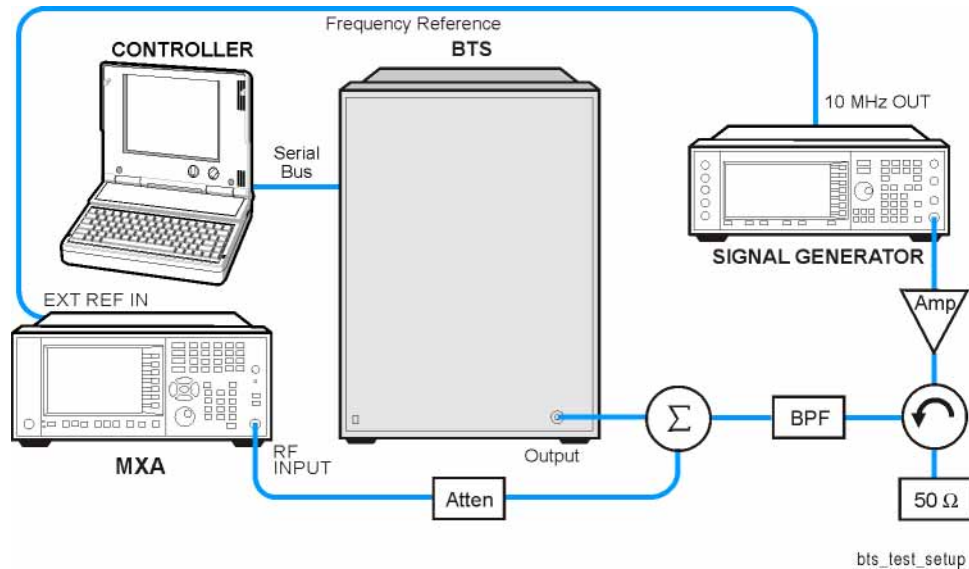 Frequency Reference
CONTROLLER
BTS
10 MHz OUT
Serial
Bus
SIGNAL GENERATOR
EXT REF IN
Amp
Σ
BPF
RF
INPUT
Output
MXA
Atten
50 Ω
bts_test_setup